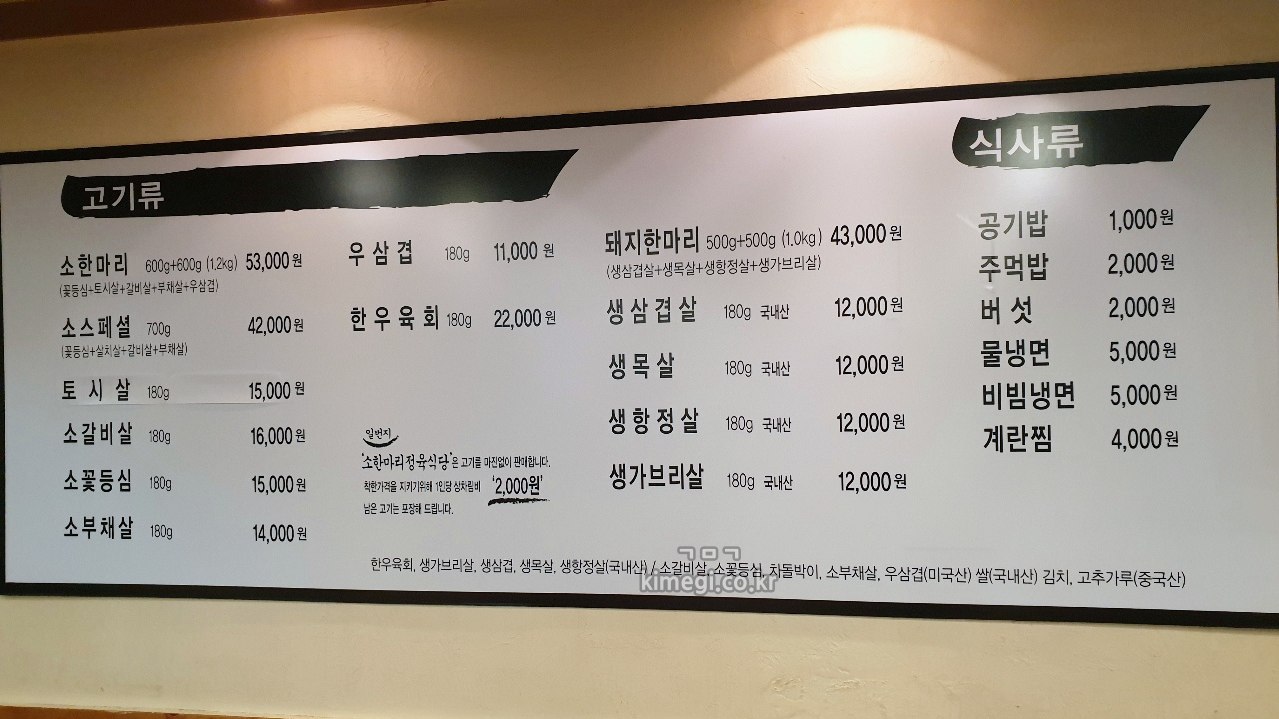 고기류
소한마리 600g+600g (1.2kg) 53,000원
(꽃등심+토시살+갈비살+부채살+우삼겹)
소스페셜 700g 42,000원
(꽃등심+살치살+갈비살+부채살)
토시살 180g 15,000원
소갈비살 180g 16,000원
소꽃등심 180g 15,000원
소부채살 180g 14,000원
우삼겹 180g 11,000원
한우육회 180g 22,000원
일번지
'소한마리정육식당'은 고기를 마진없이 판매합니다.
착한가격을 지키기위해 1인당 상차림비 '2,000원'
남은 고기는 포장해 드립니다.
돼지한마리 500g+500g (1.0kg) 43,000원
(생삼겹살+생목살+생항정살+생가브리살)
생삼겹살 180g 국내산 12,000원
생목살 180g 국내산 12,000원
생항정살 180g 국내산 12,000원
생가브리살 180g 국내산 12,000원
식사류
공기밥 1,000원
주먹밥 2,000원
버섯 2,000원
물냉면 5,000원
비빔냉면 5,000원
계란찜 4,000원
한우육회, 생가브리살, 생삼겹, 생목살, 생항정살(국내산) / 소갈비살, 소꽃등심, 차돌박이, 소부채살, 우삼겹(미국산) 쌀(국내산) 김치, 고추가루(중국산)
ㄱㅁㄱ
kimegi.co.kr